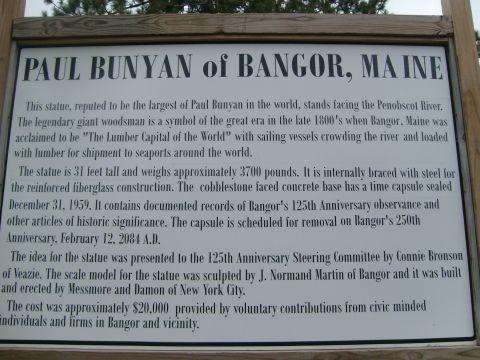 PAUL BUNYAN of BANGOR, MAINE
This statue, reputed to be the largest of Paul Bunyan in the world, stands facing the Penobscot River.
The legendary giant woodsman is a symbol of the great era in the late 1800's when Bangor, Maine was
acclaimed to be "The Lumber Capital of the World" with sailing vessels crowding the river and loaded
with lumber for shipment to seaports around the world.
The statue is 31 feet tall and weighs approximately 3700 pounds. It is internally braced with steel for
the reinforced fiberglass construction. The cobblestone faced concrete base has a time capsule sealed
December 31, 1959. It contains documented records of Bangor's 125th Anniversary observance and
other articles of historic significance. The capsule is scheduled for removal on Bangor's 250th
Anniversary, February 12, 2084 A.D.
The idea for the statue was presented to the 125th Anniversary Steering Committee by Connie Bronson
of Veazie. The scale model for the statue was sculpted by J. Normand Martin of Bangor and it was built
and erected by Messmore and Damon of New York City.
The cost was approximately $20,000 provided by voluntary contributions from civic minded
individuals and firms in Bangor and vicinity.